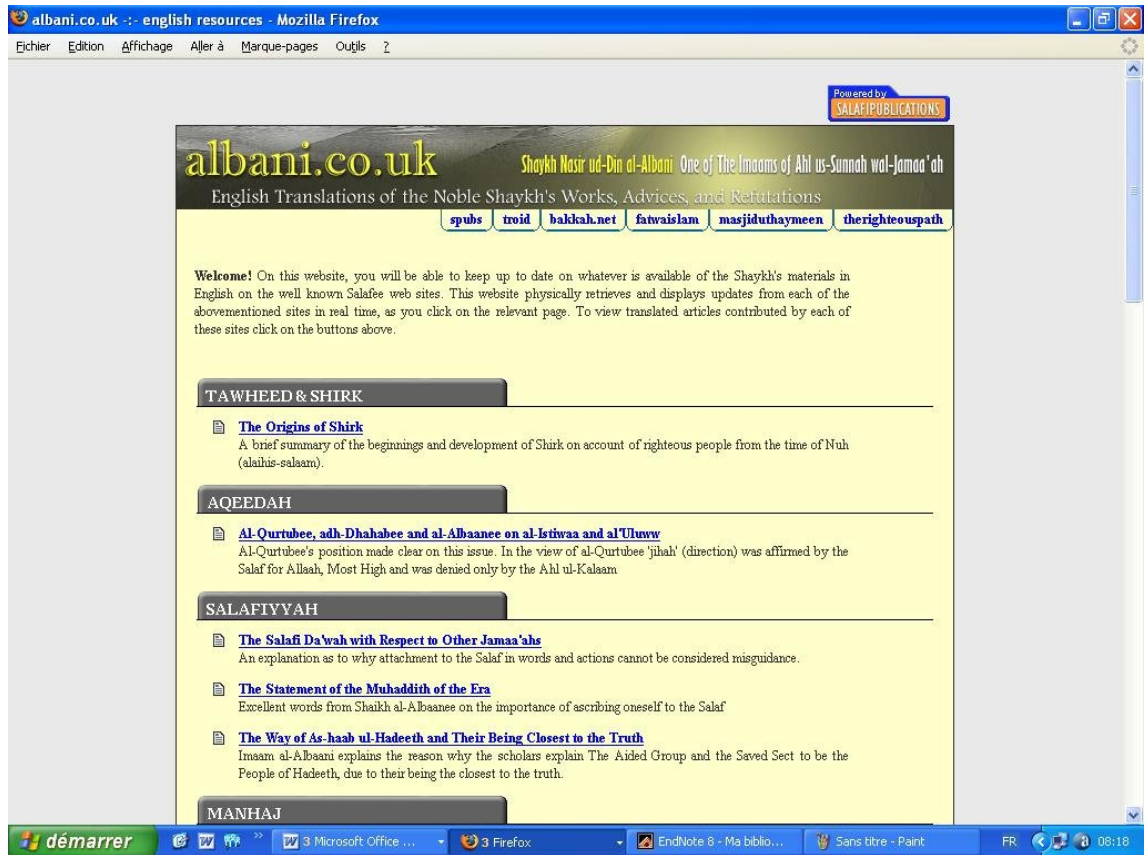 albani.co.uk -:- english resources - Mozilla Firefox
Fichier Edition Affichage Aller à Marque-pages Outils ?
Powered by
SALAFIPUBLICATIONS
albani.co.uk
Shaykh Nasir ud-Din al-Albani One of The Imaams of Ahl us-Sunnah wal-Jamaa'ah
English Translations of the Noble Shaykh's Works, Advices, and Refutations
spubs troid bakkah.net fatwaislam masjiduthaymeen therighteouspath
Welcome! On this website, you will be able to keep up to date on whatever is available of the Shaykh's materials in
English on the well known Salafee web sites. This website physically retrieves and displays updates from each of the
abovementioned sites in real time, as you click on the relevant page. To view translated articles contributed by each of
these sites click on the buttons above.
TAWHEED & SHIRK
The Origins of Shirk
A brief summary of the beginnings and development of Shirk on account of righteous people from the time of Nuh
(alaihis-salaam).
AQEEDAH
Al-Qurtubee, adh-Dhahabee and al-Albaanee on al-Istiwaa and al'Uluww
Al-Qurtubee's position made clear on this issue. In the view of al-Qurtubee 'jihah' (direction) was affirmed by the
Salaf for Allaah, Most High and was denied only by the Ahl ul-Kalaam
SALAFIYYAH
The Salafi Da'wah with Respect to Other Jamaa'ahs
An explanation as to why attachment to the Salaf in words and actions cannot be considered misguidance.
The Statement of the Muhaddith of the Era
Excellent words from Shaikh al-Albaanee on the importance of ascribing oneself to the Salaf
The Way of As-haab ul-Hadeeth and Their Being Closest to the Truth
Imaam al-Albaani explains the reason why the scholars explain The Aided Group and the Saved Sect to be the
People of Hadeeth, due to their being the closest to the truth.
MANHAJ
démarrer 3 Microsoft Office ... 3 Firefox EndNote 8 - Ma biblio... Sans titre - Paint FR 08:18